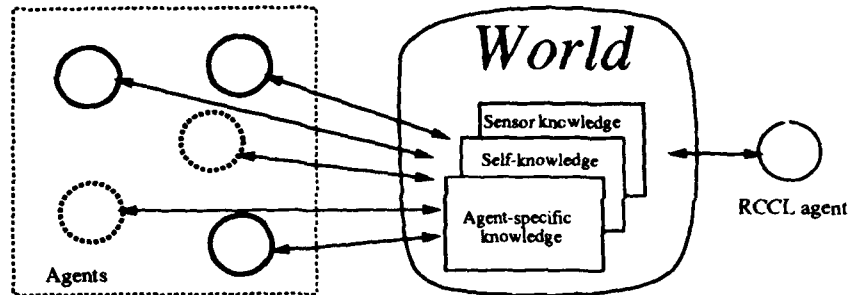 World
Sensor knowledge
Self-knowledge
Agent-specific
knowledge
RCCL agent
Agents